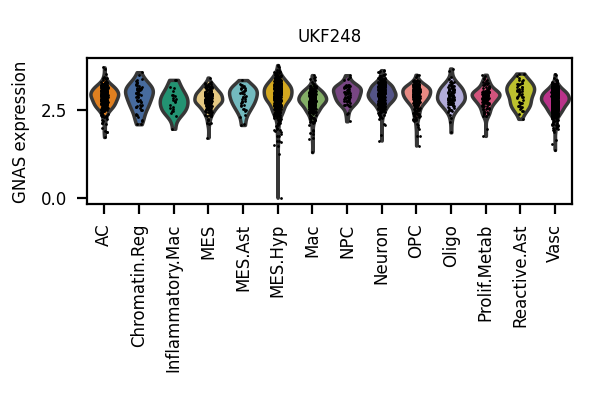 UKF248
GNAS expression
2.5
0.0
AC
Chromatin.Reg
Inflammatory.Mac
MES
MES.Ast
MES.Hyp
Mac
NPC
Neuron
OPC
Oligo
Prolif.Metab
Reactive.Ast
Vasc